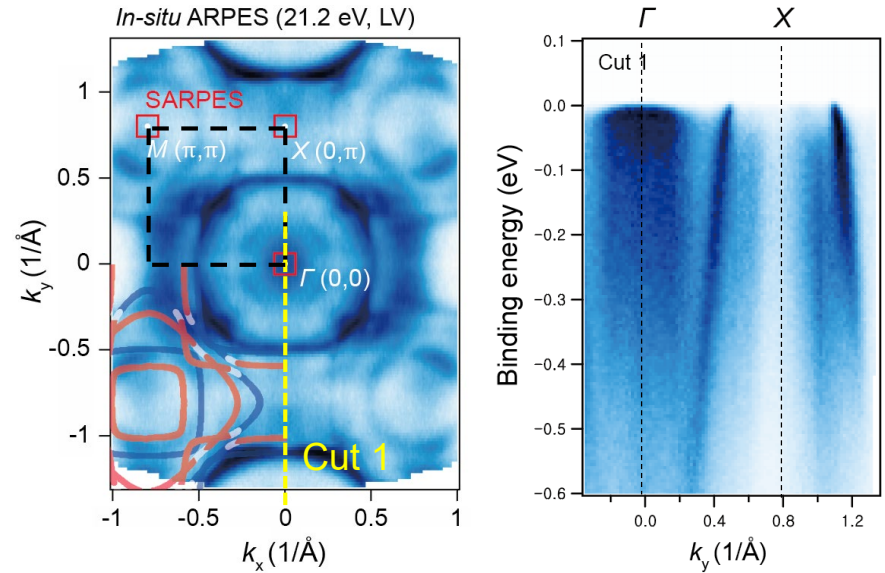 In-situ ARPES (21.2 eV, LV)
SARPES
M (π,π)
X (0,π)
Γ (0,0)
Cut 1
1
0.5
0
-0.5
-1
k_y (1/Å)
-1
-0.5
0
0.5
1
k_x (1/Å)
Γ
X
Cut 1
0.1
0.0
-0.1
-0.2
-0.3
-0.4
-0.5
-0.6
Binding energy (eV)
0.0
0.4
0.8
1.2
k_y (1/Å)